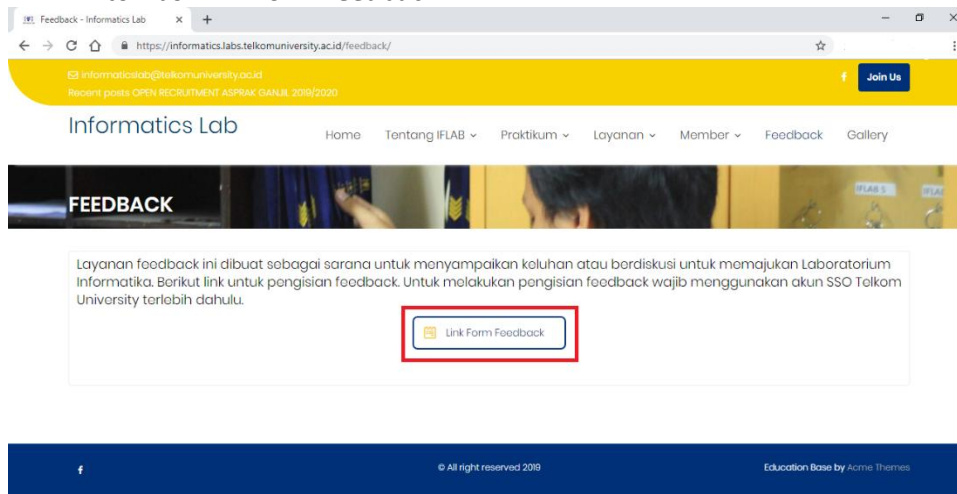 Feedback - Informatics Lab
https://informatics.labs.telkomuniversity.ac.id/feedback/
informaticslab@telkomuniversity.ac.id
Recent posts OPEN RECRUITMENT ASPRAK GANJIL 2019/2020
Join Us
Informatics Lab
Home Tentang IFLAB Praktikum Layanan Member Feedback Gallery
FEEDBACK
IFLAB 5
Layanan feedback ini dibuat sebagai sarana untuk menyampaikan keluhan atau berdiskusi untuk memajukan Laboratorium
Informatika. Berikut link untuk pengisian feedback. Untuk melakukan pengisian feedback wajib menggunakan akun SSO Telkom
University terlebih dahulu.
Link Form Feedback
© All right reserved 2019
Education Base by Acme Themes